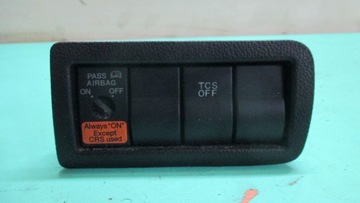 PASS
AIRBAG
ON OFF
Always "ON"
Except
CRS used
TCS
OFF